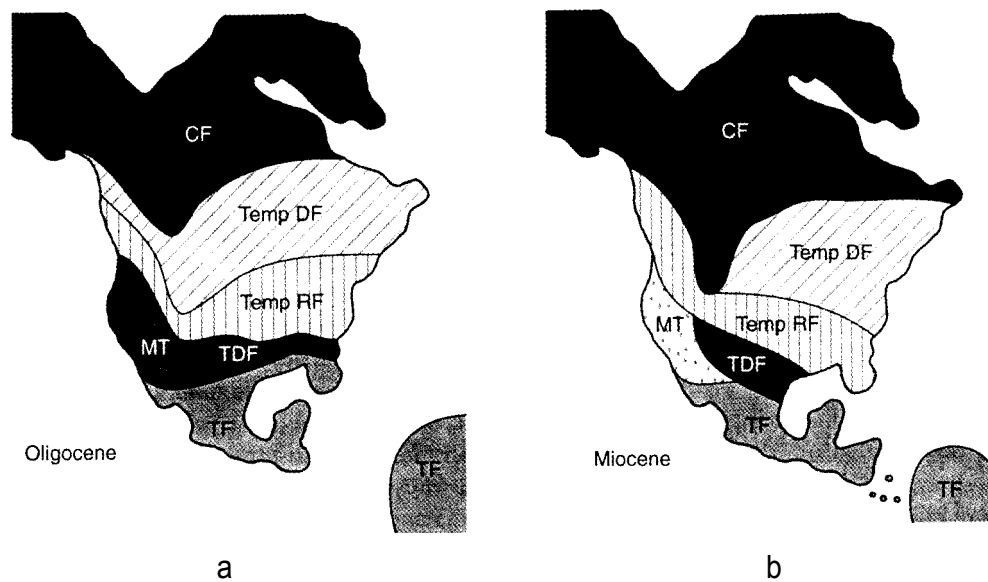 CF
Temp DF
Temp RF
MT
TDF
TF
Oligocene
TF
a
CF
Temp DF
MT
Temp RF
TDF
TF
Miocene
TF
b